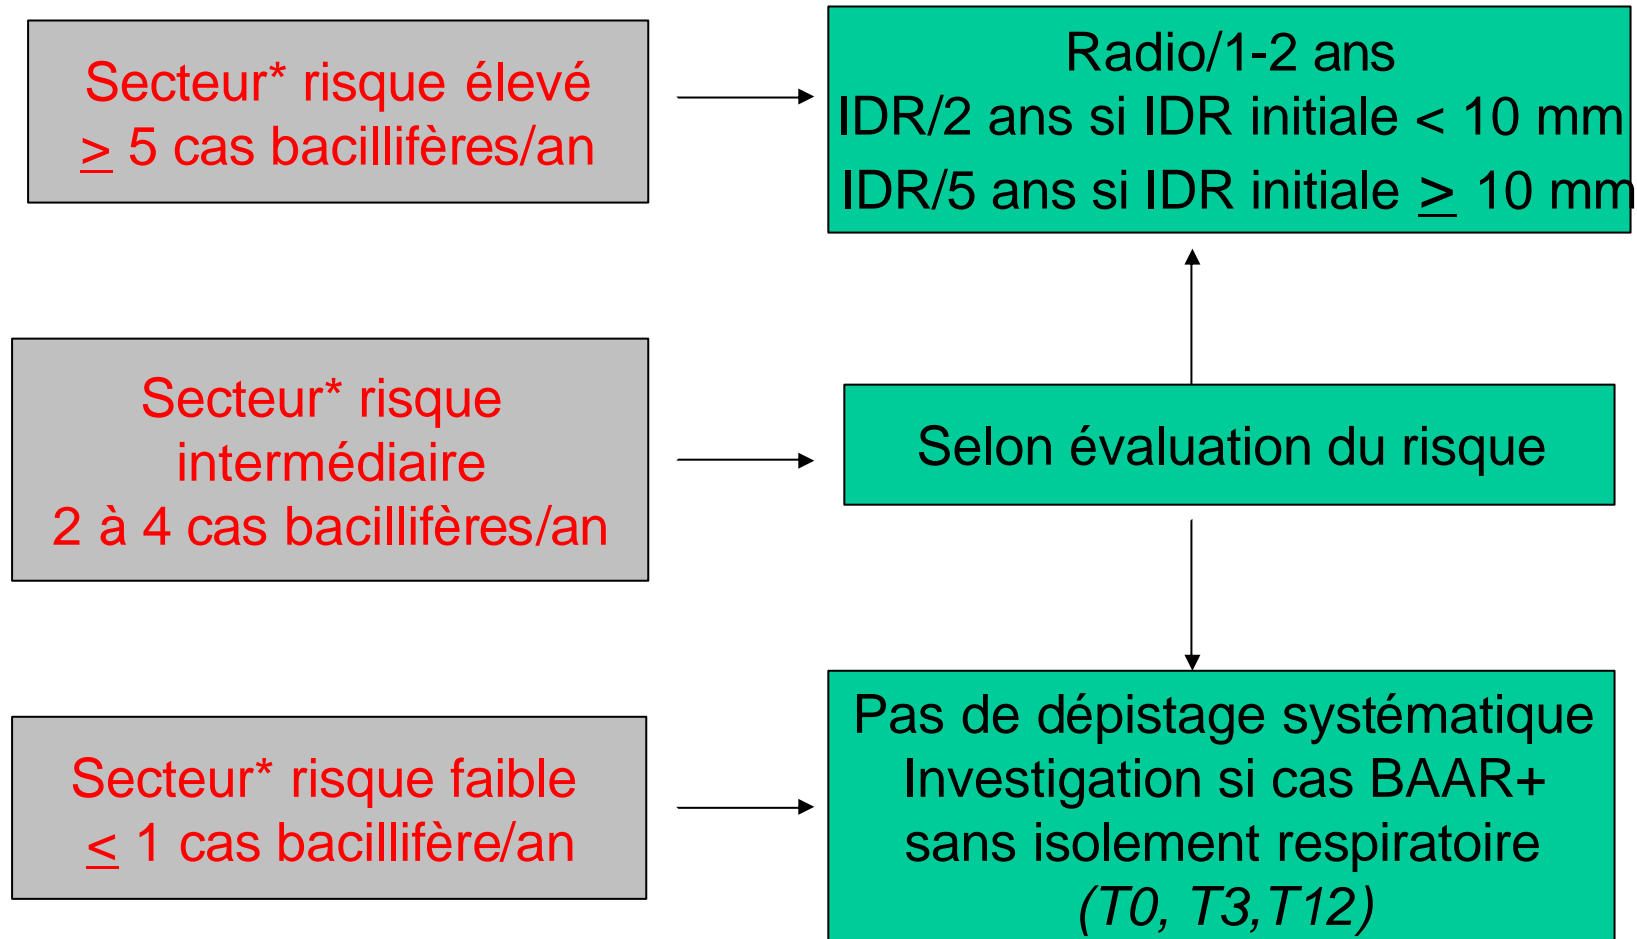 Secteur* risque élevé
≥ 5 cas bacillifères/an
Radio/1-2 ans
IDR/2 ans si IDR initiale < 10 mm
IDR/5 ans si IDR initiale ≥ 10 mm
Secteur* risque
intermédiaire
2 à 4 cas bacillifères/an
Selon évaluation du risque
Secteur* risque faible
≤ 1 cas bacillifère/an
Pas de dépistage systématique
Investigation si cas BAAR+
sans isolement respiratoire
(T0, T3,T12)